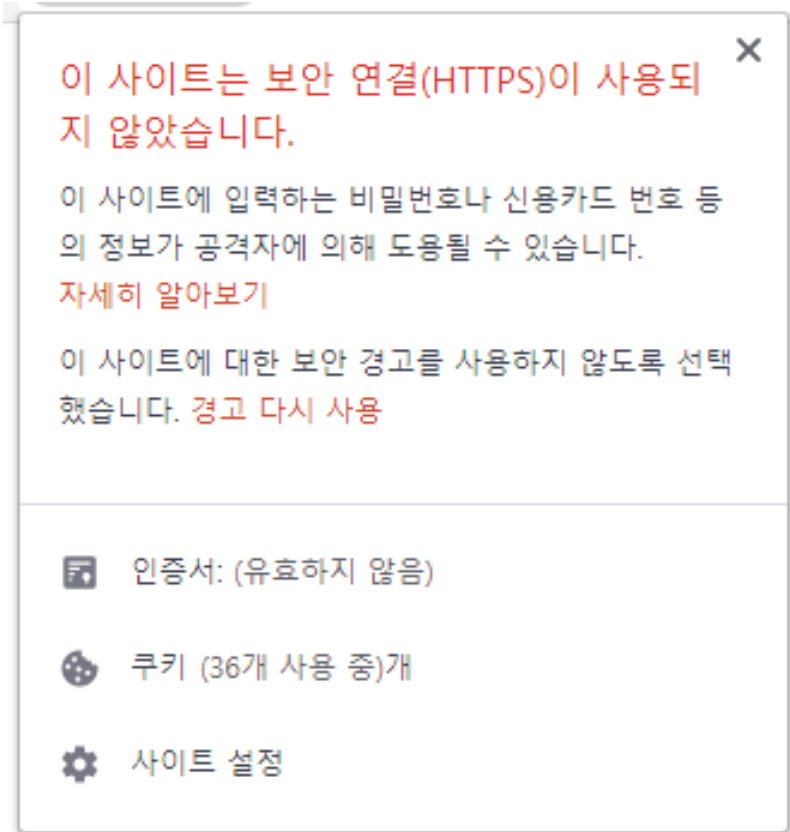 이 사이트는 보안 연결(HTTPS)이 사용되
지 않았습니다.
이 사이트에 입력하는 비밀번호나 신용카드 번호 등
의 정보가 공격자에 의해 도용될 수 있습니다.
자세히 알아보기
이 사이트에 대한 보안 경고를 사용하지 않도록 선택
했습니다. 경고 다시 사용
인증서: (유효하지 않음)
쿠키 (36개 사용 중)개
사이트 설정